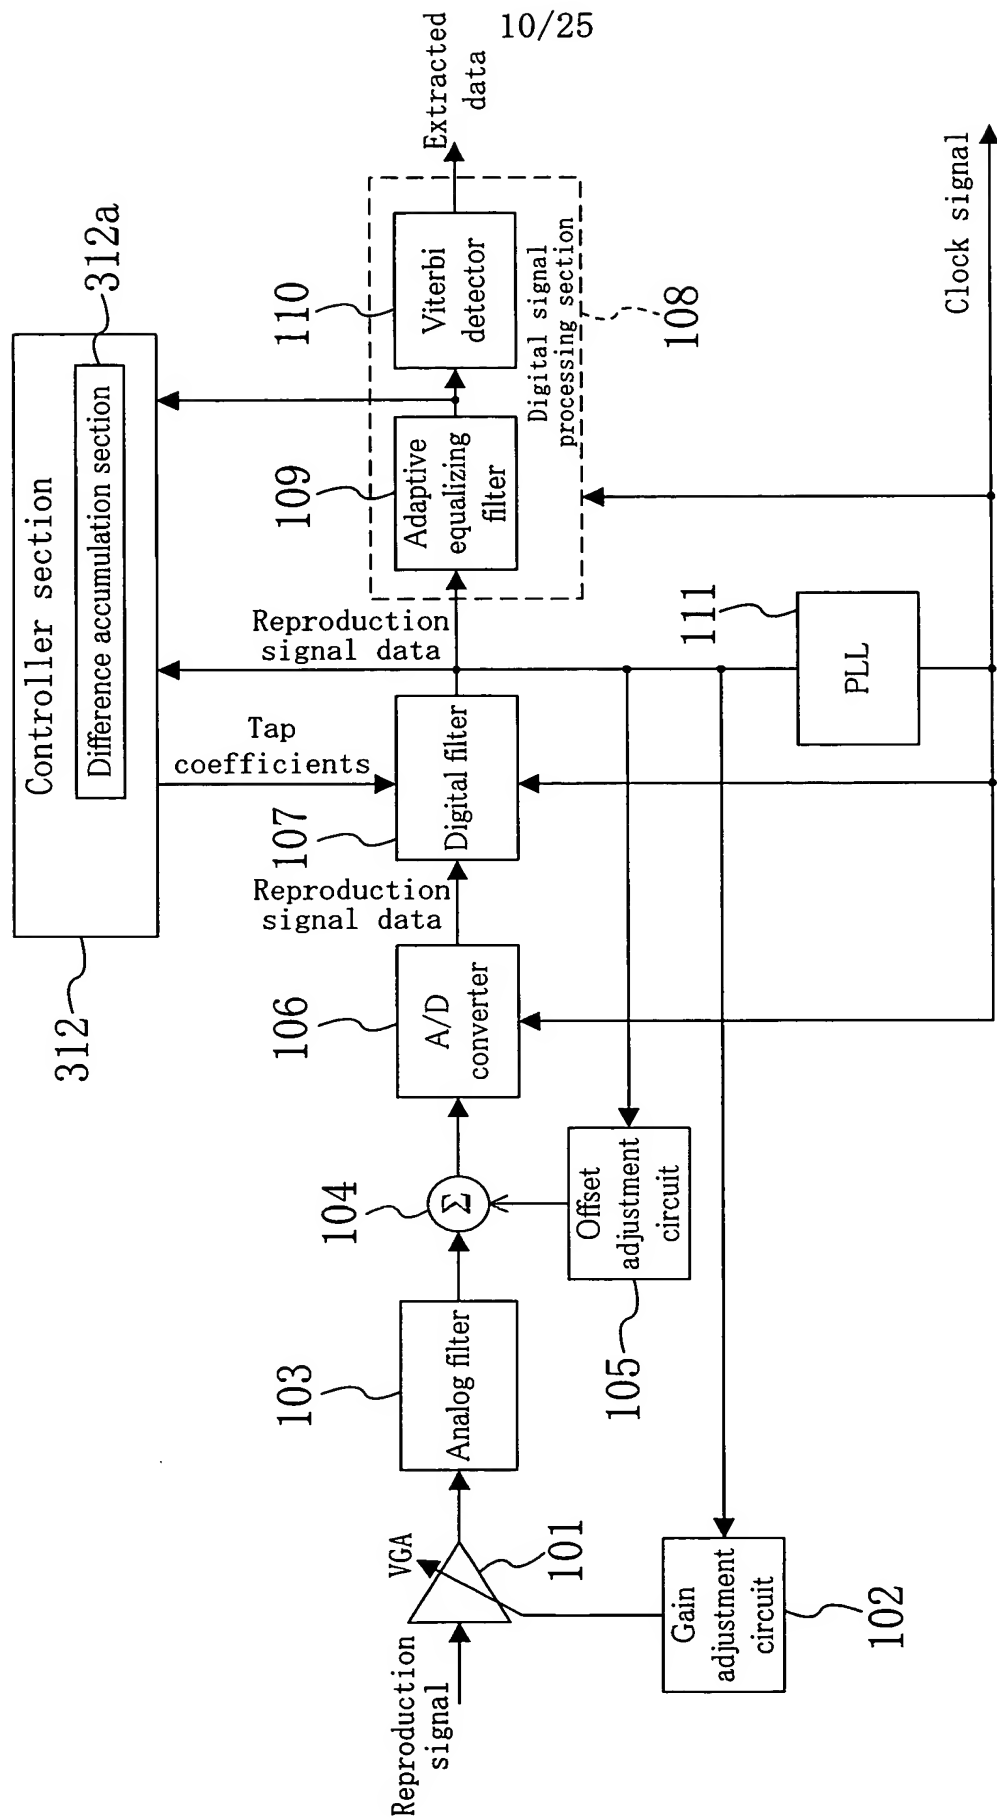 10/25
312
Controller section
Difference accumulation section
312a
Reproduction
signal
VGA
101
Gain
adjustment
circuit
102
103
Analog filter
104
Σ
Offset
adjustment
circuit
105
106
A/D
converter
Reproduction
signal data
107
Digital filter
Tap
coefficients
Reproduction
signal data
109
Adaptive
equalizing
filter
110
Viterbi
detector
Digital signal
processing section
108
Extracted
data
111
PLL
Clock signal